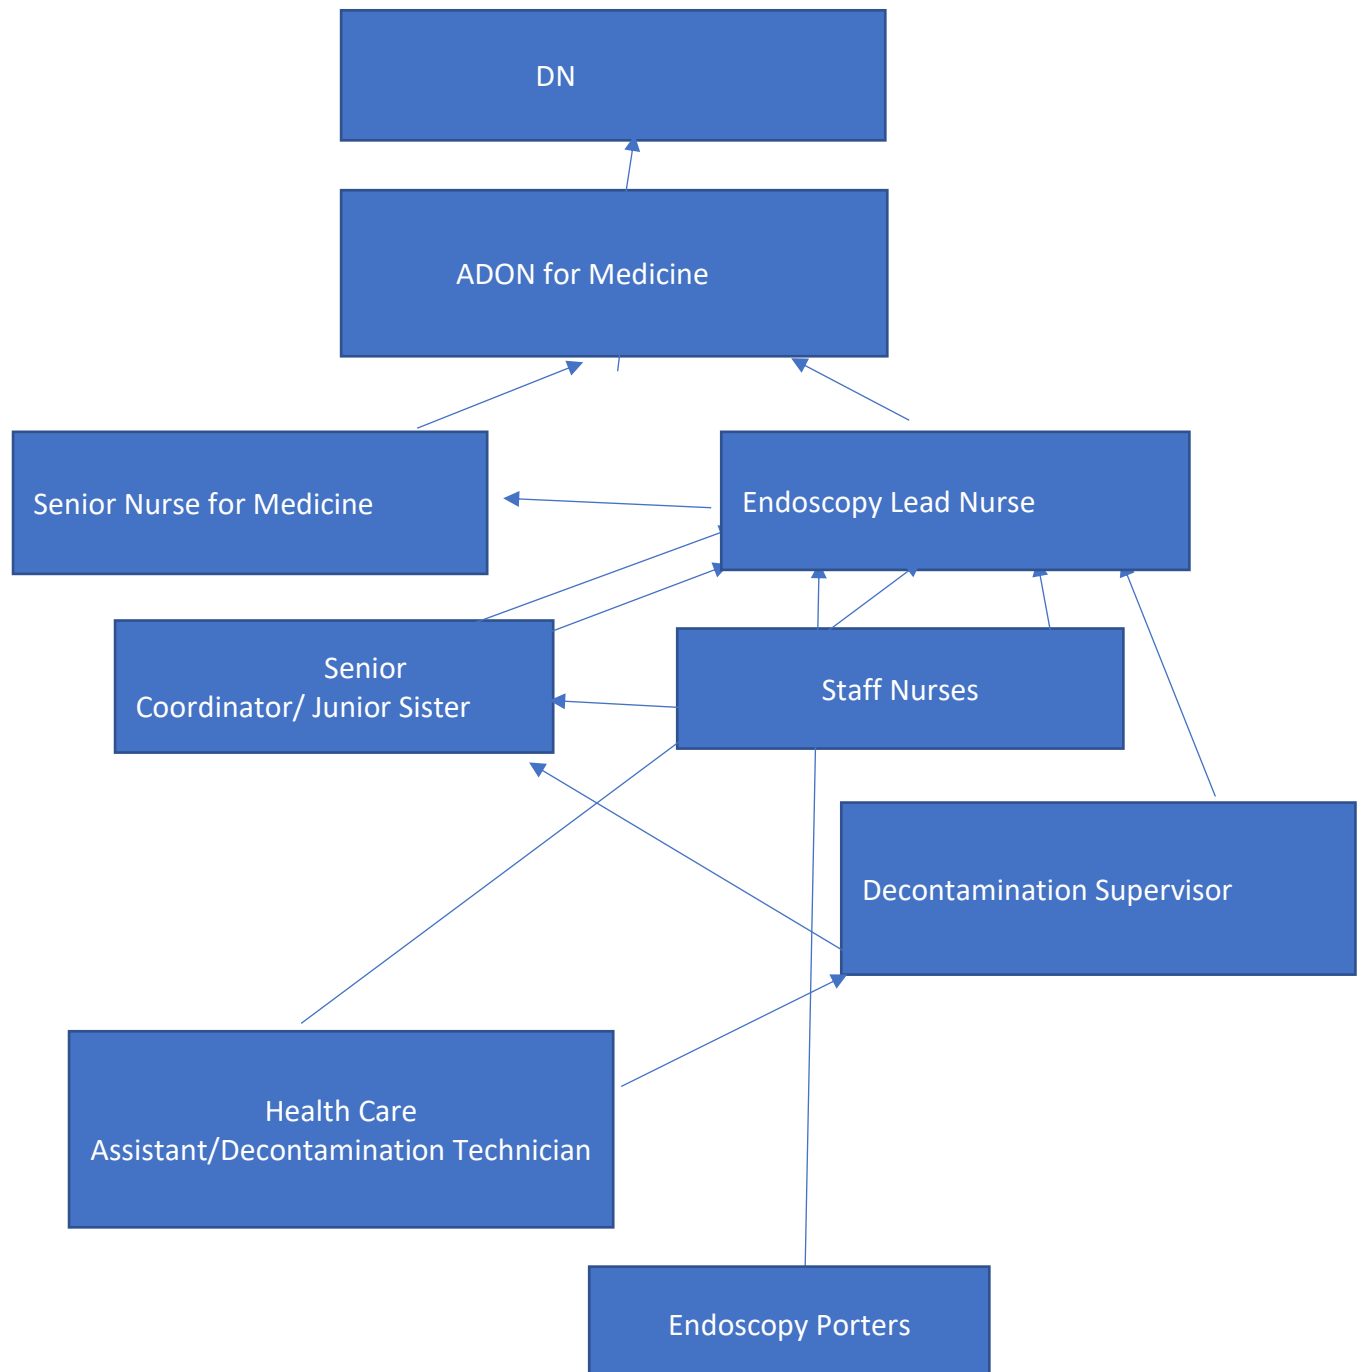 DN
ADON for Medicine
Senior Nurse for Medicine
Endoscopy Lead Nurse
Senior
Coordinator/ Junior Sister
Staff Nurses
Decontamination Supervisor
Health Care
Assistant/Decontamination Technician
Endoscopy Porters